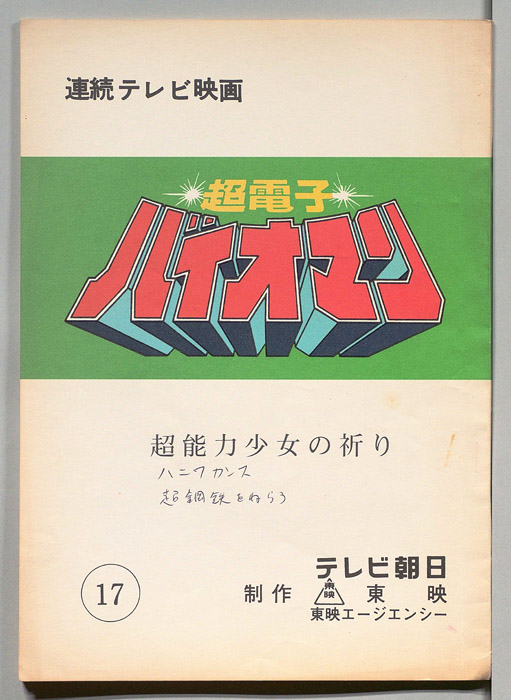 連続テレビ映画
超電子
バイオマン
超能力少女の祈り
ハニワカンス
超鋼鉄をねらう
17
テレビ朝日
制作 東映 東映
東映エージエンシー